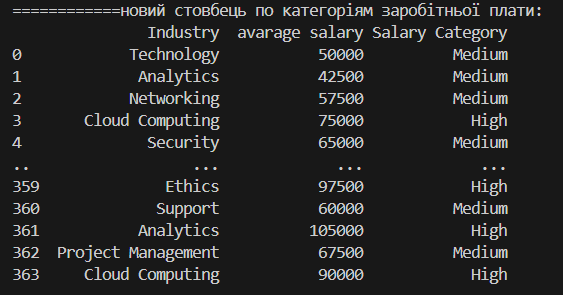 ============новий стовбець по категоріям заробітньої плати:
Industry avarage salary Salary Category
0 Technology 50000 Medium
1 Analytics 42500 Medium
2 Networking 57500 Medium
3 Cloud Computing 75000 High
4 Security 65000 Medium
.. ... ... ...
359 Ethics 97500 High
360 Support 60000 Medium
361 Analytics 105000 High
362 Project Management 67500 Medium
363 Cloud Computing 90000 High